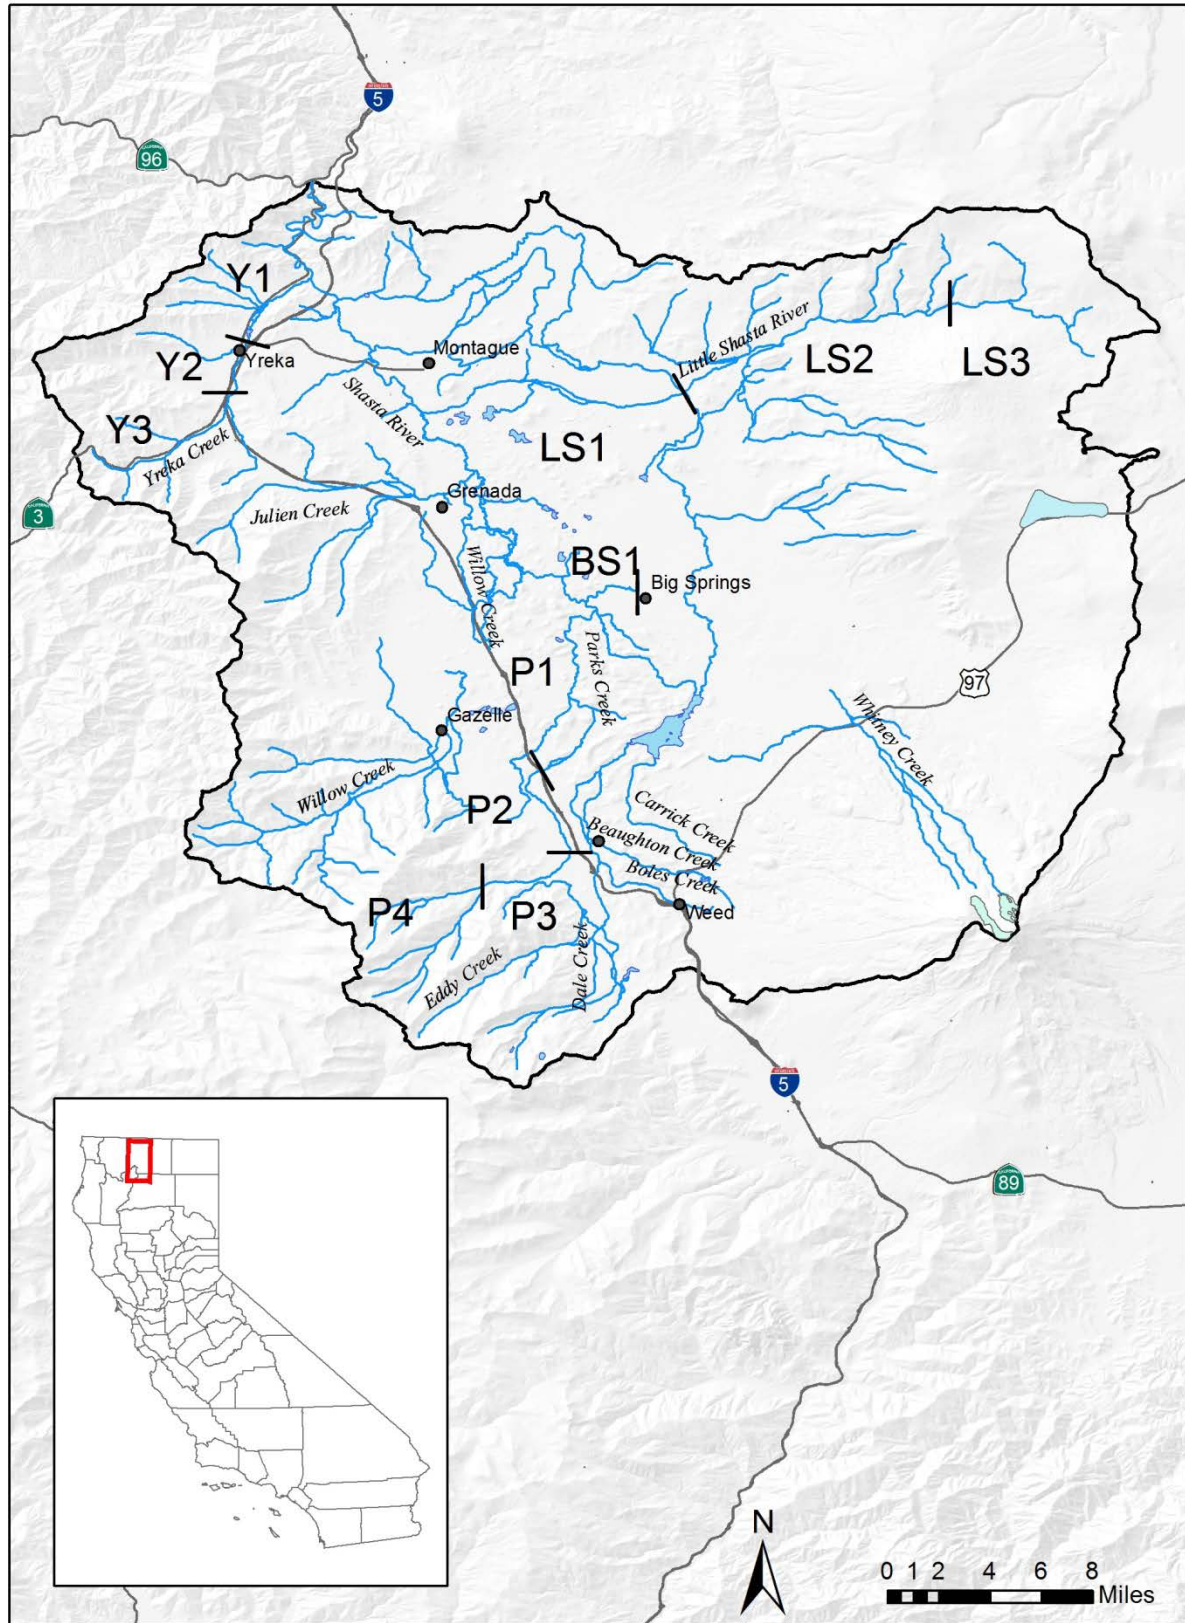 5
96
Y1
Little Shasta River
Y2
Yreka
Montague
LS2
LS3
Shasta River
Y3
LS1
Yreka Creek
3
Julien Creek
Grenada
Willow Creek
BS1
Big Springs
Parks Creek
P1
97
Gazelle
Whitney Creek
Willow Creek
P2
Carrick Creek
Beaughton Creek
Boles Creek
P4
P3
Weed
Eddy Creek
Dale Creek
5
89
N
0 1 2 4 6 8
Miles